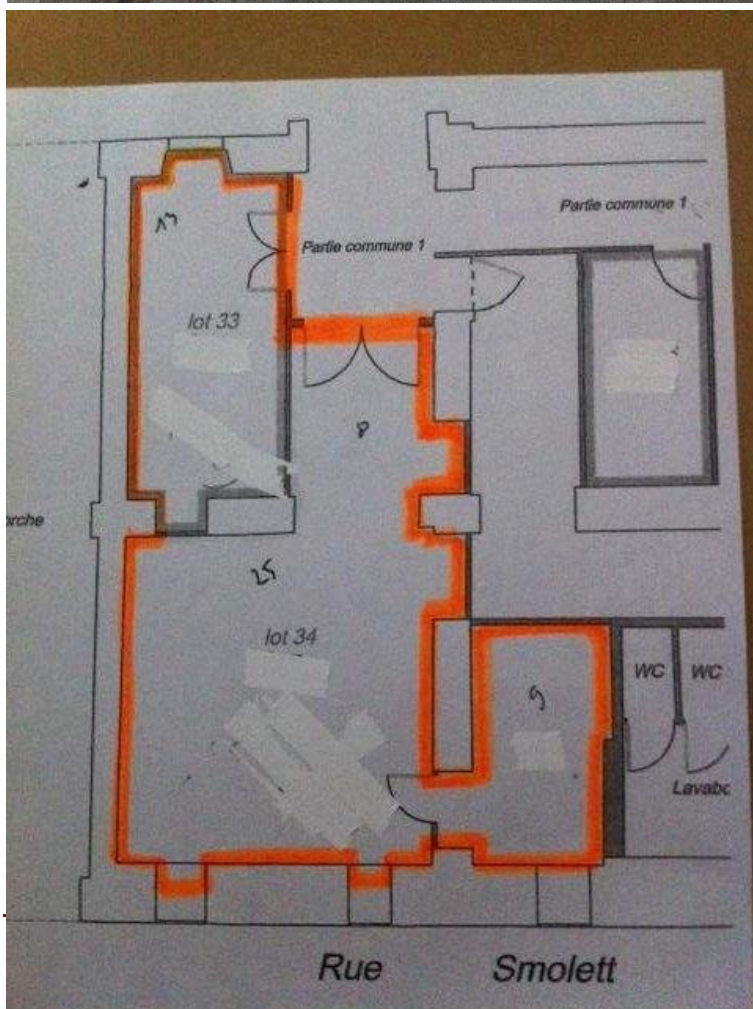 Partie commune 1
13
Partie commune 1
lot 33
8
orche
25
lot 34
9
WC
WC
Lavabo
Rue Smolett